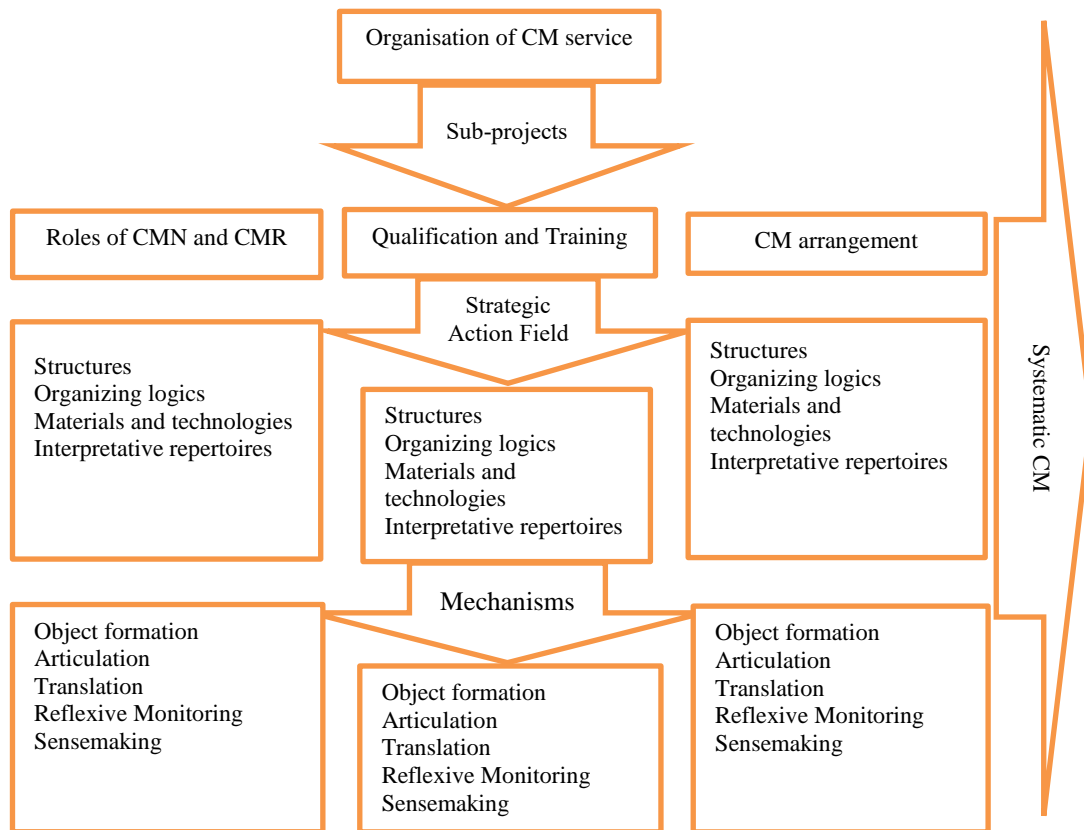 Organisation of CM service
Sub-projects
Roles of CMN and CMR
Qualification and Training
CM arrangement
Strategic
Action Field
Structures
Organizing logics
Materials and technologies
Interpretative repertoires
Structures
Organizing logics
Materials and
technologies
Interpretative repertoires
Structures
Organizing logics
Materials and
technologies
Interpretative repertoires
Mechanisms
Object formation
Articulation
Translation
Reflexive Monitoring
Sensemaking
Object formation
Articulation
Translation
Reflexive Monitoring
Sensemaking
Object formation
Articulation
Translation
Reflexive Monitoring
Sensemaking
Systematic CM